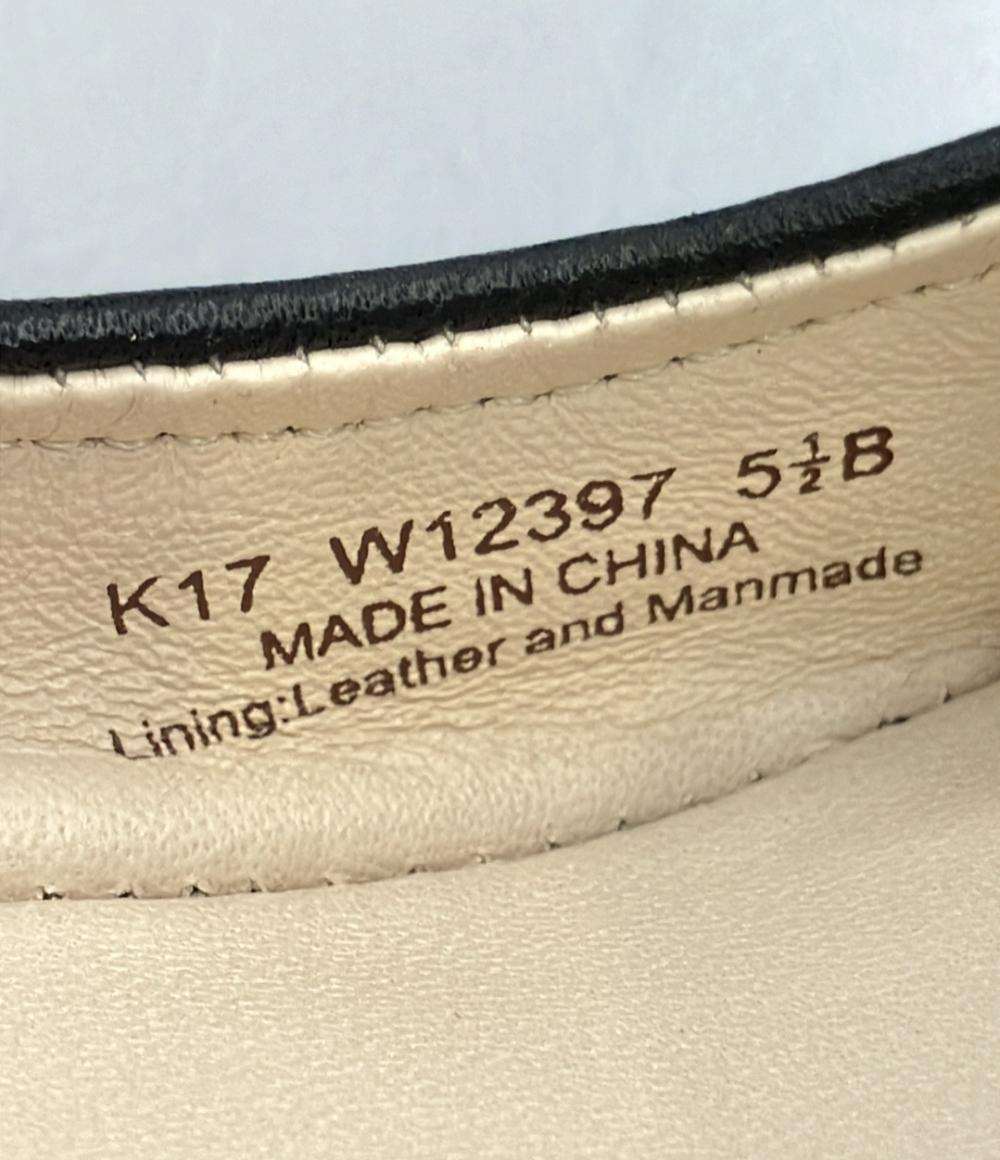 K17 W12397 5½B
MADE IN CHINA
Lining:Leather and Manmade